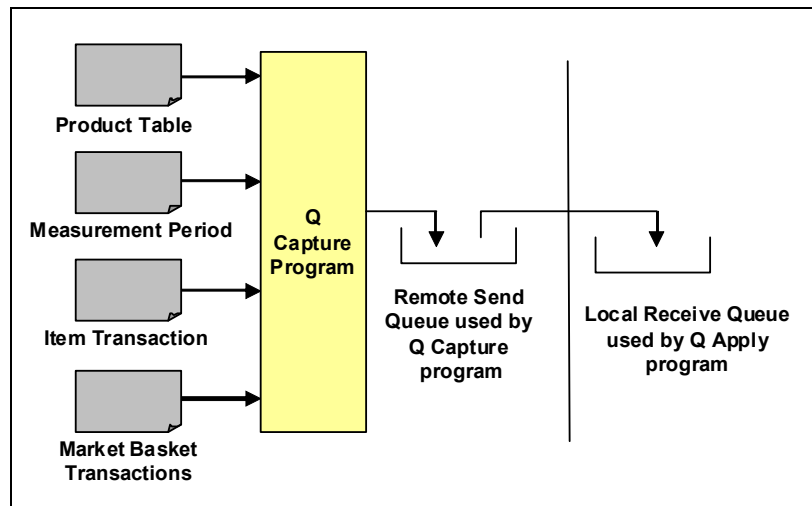 Product Table
Measurement Period
Item Transaction
Market Basket
Transactions
Q
Capture
Program
Remote Send
Queue used by
Q Capture
program
Local Receive Queue
used by Q Apply
program